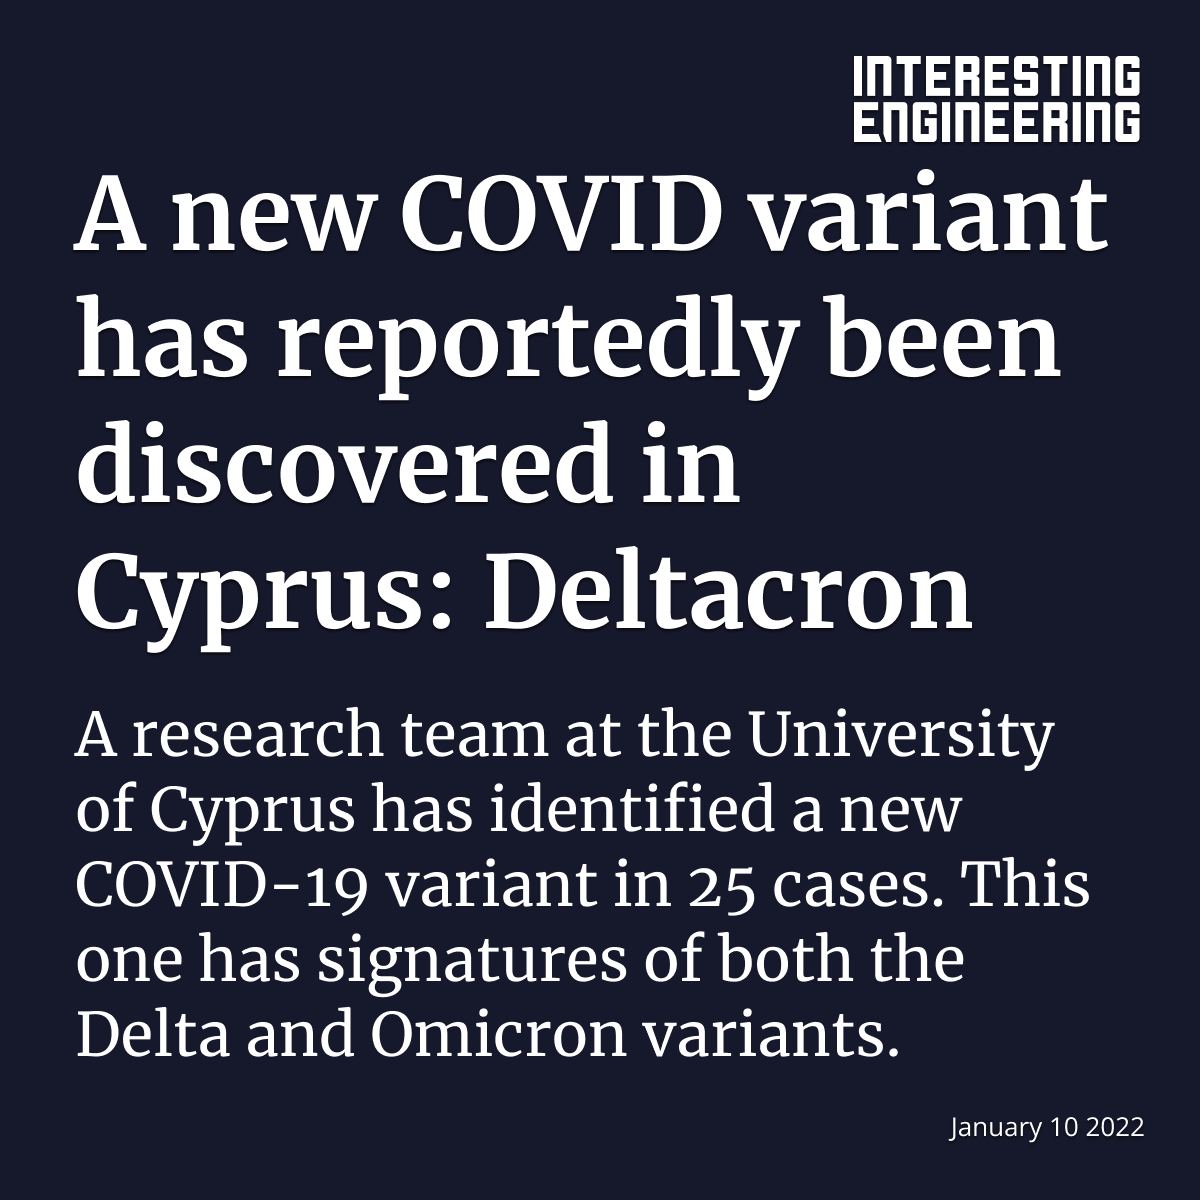 INTERESTING
ENGINEERING
A new COVID variant
has reportedly been
discovered in
Cyprus: Deltacron
A research team at the University
of Cyprus has identified a new
COVID-19 variant in 25 cases. This
one has signatures of both the
Delta and Omicron variants.
January 10 2022